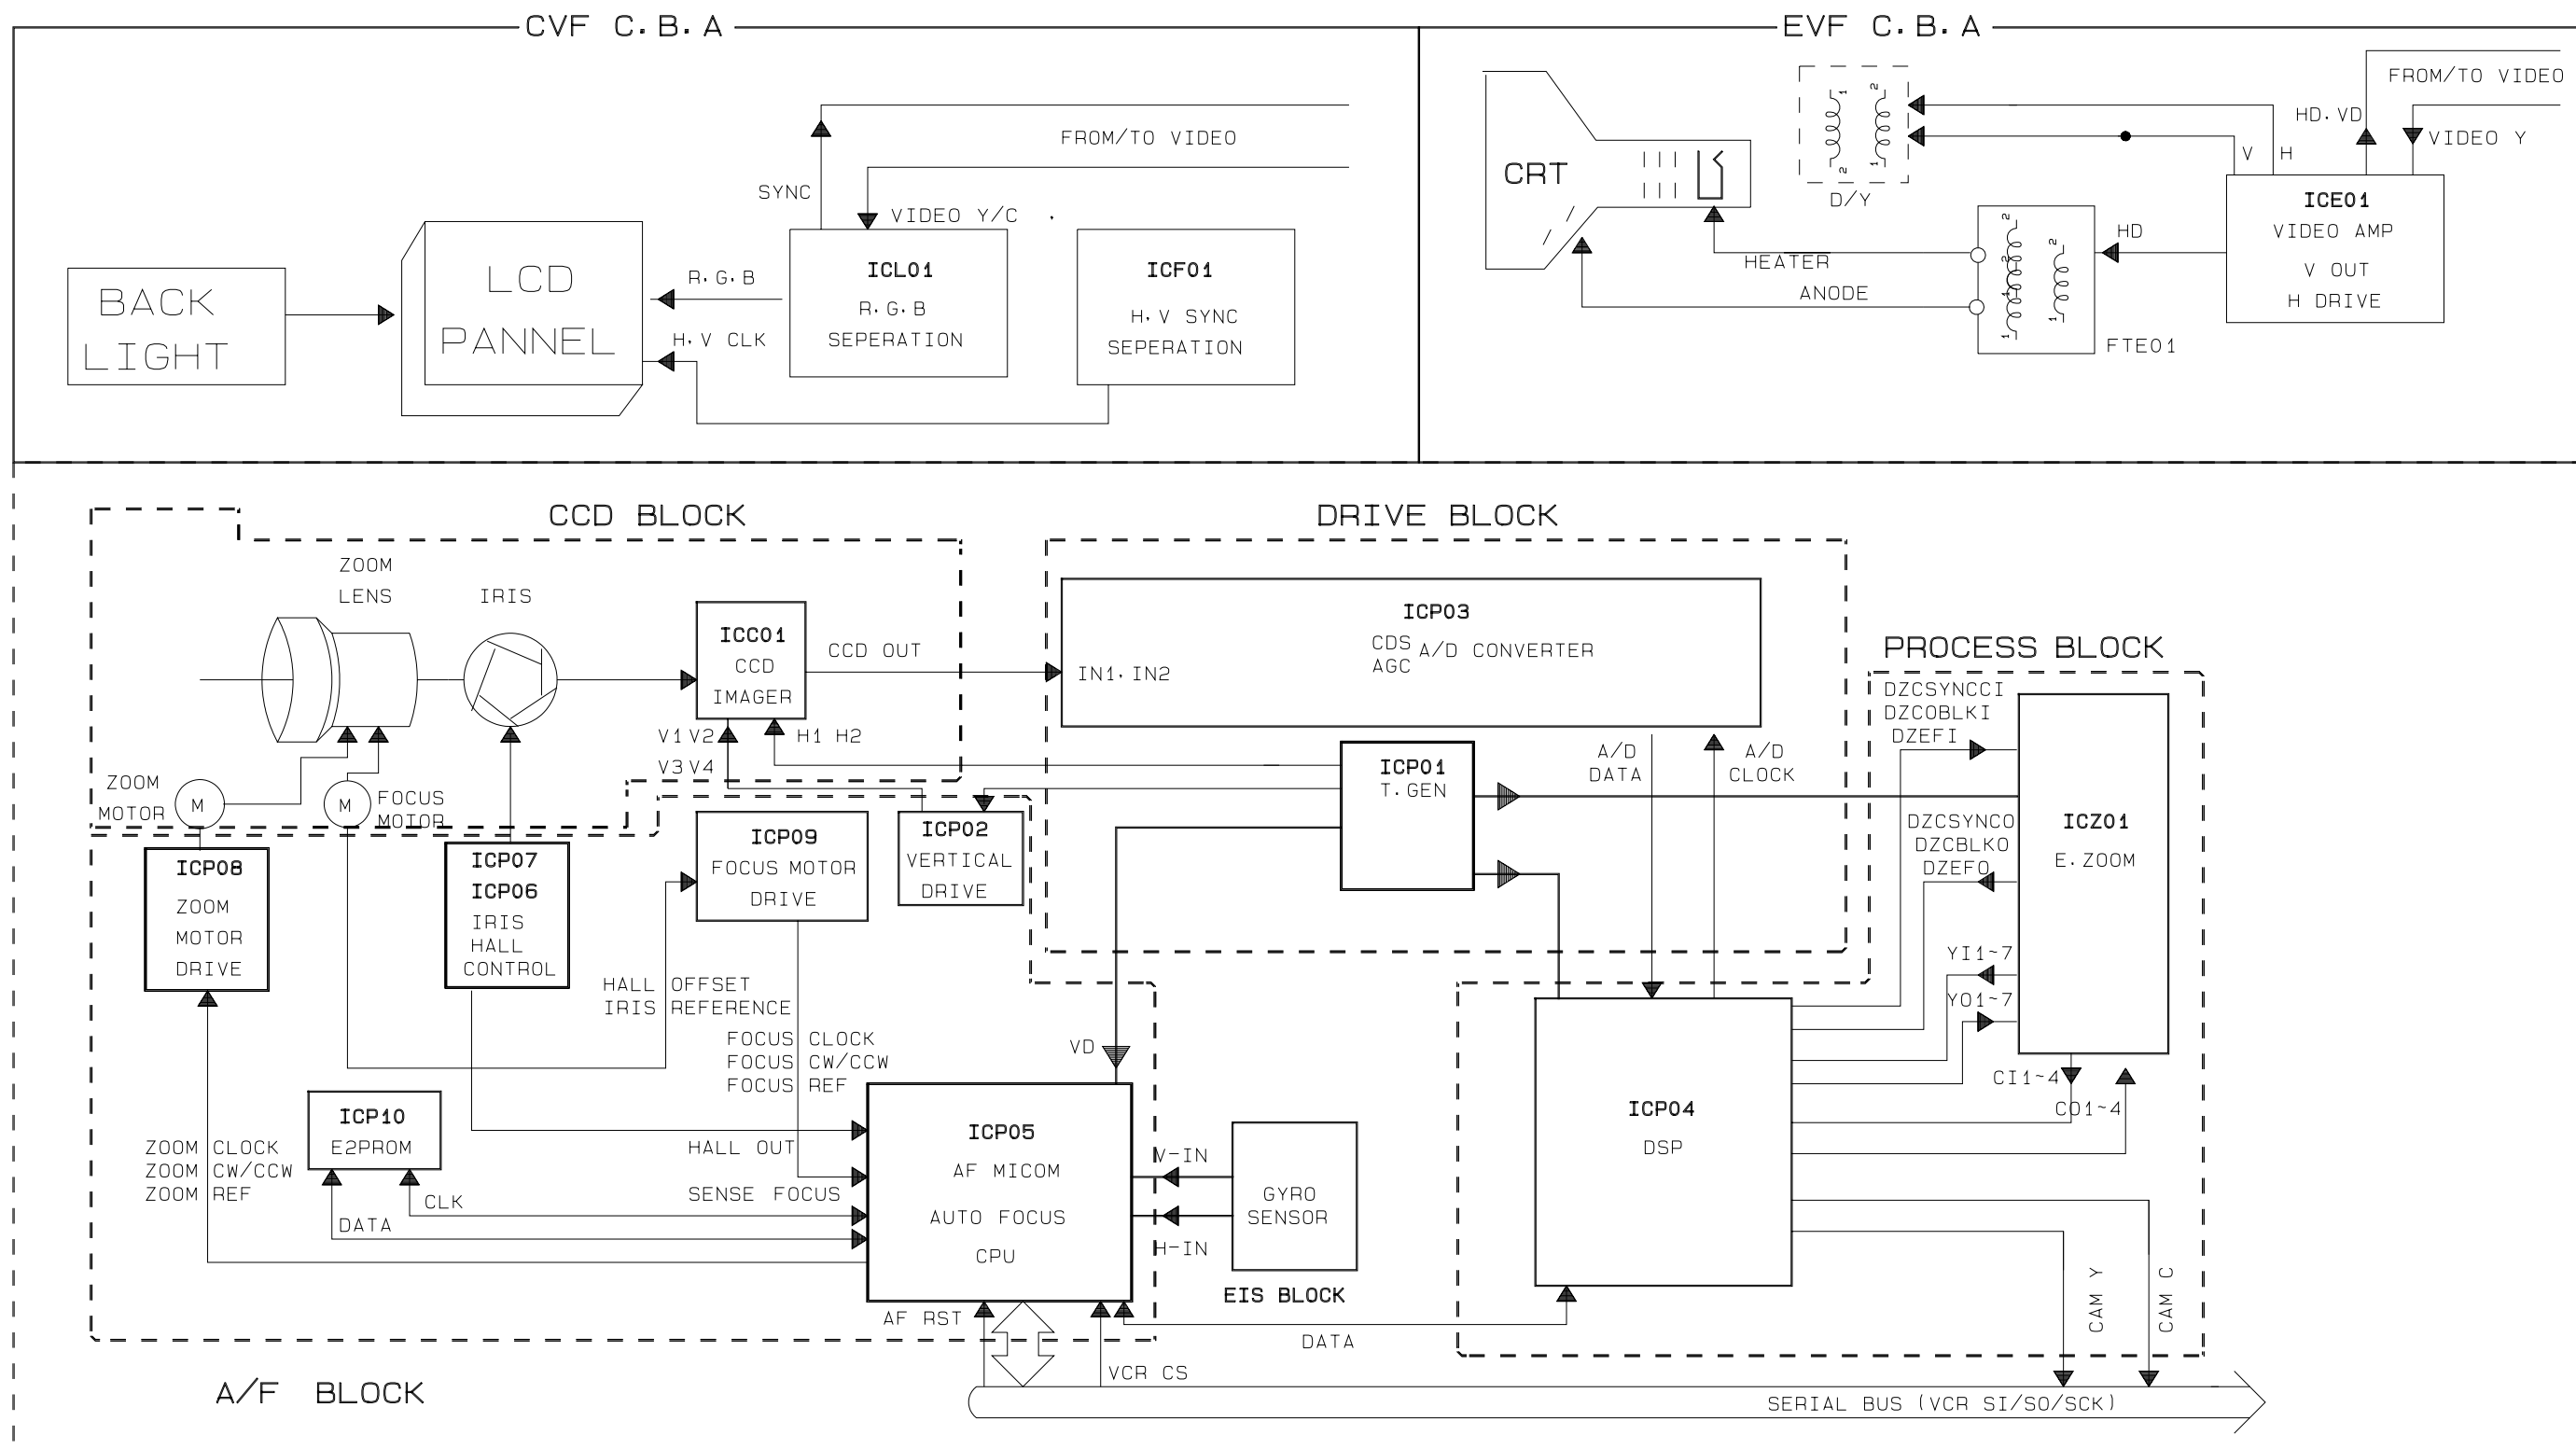 CVF C.B.A
EVF C.B.A
FROM/TO VIDEO
SYNC
VIDEO Y/C
BACK
LIGHT
LCD
PANNEL
R.G.B
H.V CLK
ICL01
R.G.B
SEPERATION
ICF01
H.V SYNC
SEPERATION
CRT
1 2
2 1
D/Y
HEATER
ANODE
2
2
1
1
FTE01
HD
V H
HD.VD
FROM/TO VIDEO
VIDEO Y
ICE01
VIDEO AMP
V OUT
H DRIVE
CCD BLOCK
DRIVE BLOCK
PROCESS BLOCK
ZOOM
LENS
IRIS
ICC01
CCD
IMAGER
CCD OUT
V1 V2
V3 V4
H1 H2
ZOOM
MOTOR
M
M
FOCUS
MOTOR
ICP03
CDS
AGC
A/D CONVERTER
IN1.IN2
ICP01
T.GEN
A/D
DATA
A/D
CLOCK
DZCSYNCCI
DZCOBLKI
DZEFI
DZCSYNCO
DZCBLKO
DZEFO
YI1~7
YO1~7
ICZ01
E.ZOOM
CI1~4
CO1~4
ICP08
ZOOM
MOTOR
DRIVE
ICP07
ICP06
IRIS
HALL
CONTROL
ICP09
FOCUS MOTOR
DRIVE
ICP02
VERTICAL
DRIVE
HALL OFFSET
IRIS REFERENCE
FOCUS CLOCK
FOCUS CW/CCW
FOCUS REF
VD
ICP10
E2PROM
ZOOM CLOCK
ZOOM CW/CCW
ZOOM REF
CLK
DATA
HALL OUT
SENSE FOCUS
ICP05
AF MICOM
AUTO FOCUS
CPU
V-IN
H-IN
GYRO
SENSOR
EIS BLOCK
ICP04
DSP
CAM Y
CAM C
AF RST
DATA
VCR CS
A/F BLOCK
SERIAL BUS (VCR SI/SO/SCK)